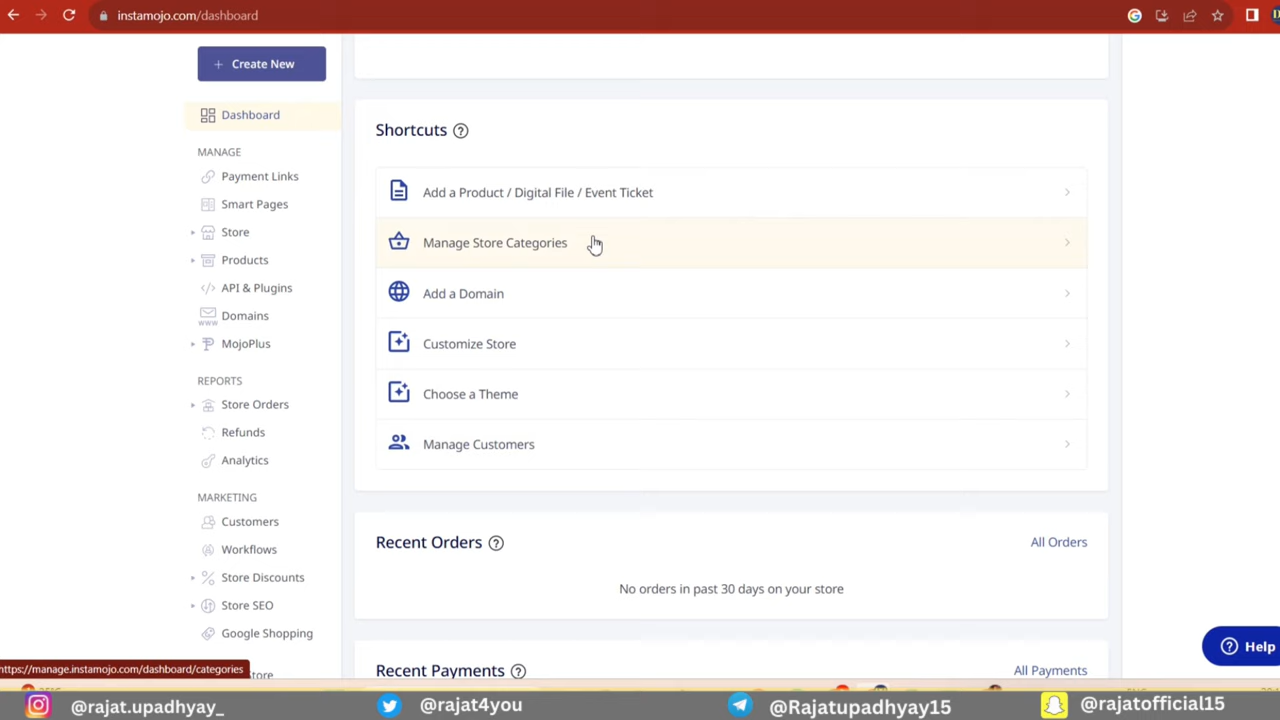 instamojo.com/dashboard
+ Create New
Dashboard
MANAGE
Payment Links
Smart Pages
Store
Products
API & Plugins
Domains
MojoPlus
REPORTS
Store Orders
Refunds
Analytics
MARKETING
Customers
Workflows
Store Discounts
Store SEO
Google Shopping
Shortcuts ?
Add a Product / Digital File / Event Ticket
Manage Store Categories
Add a Domain
Customize Store
Choose a Theme
Manage Customers
Recent Orders ?
All Orders
No orders in past 30 days on your store
Recent Payments ?
All Payments
? Help
https://manage.instamojo.com/dashboard/categories
@rajat.upadhyay_
@rajat4you
@Rajatupadhyay15
@rajatofficial15